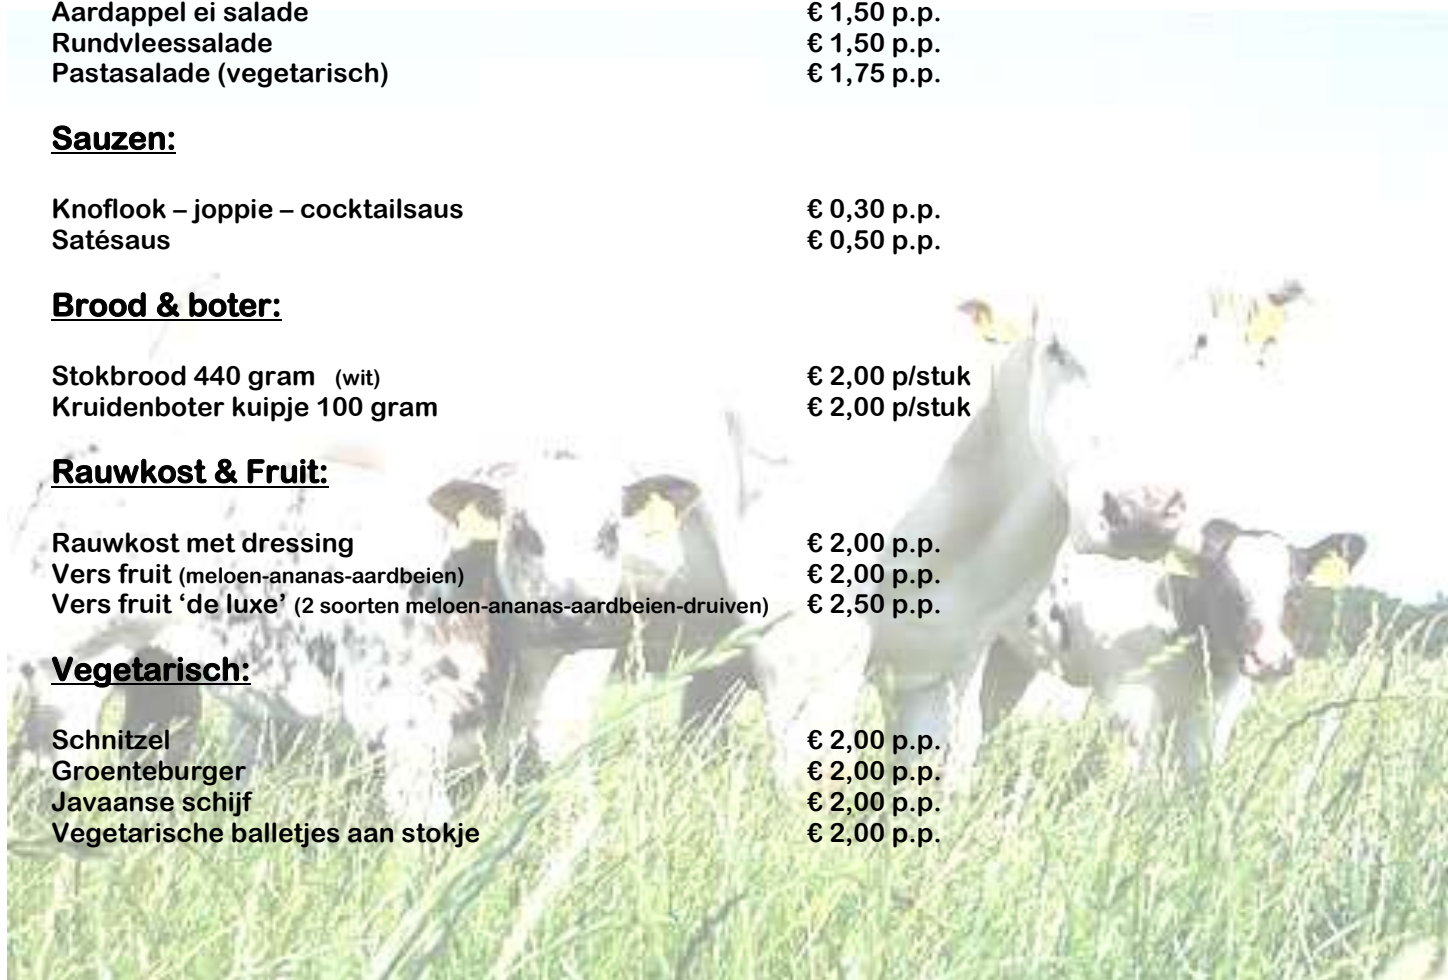 Aardappel ei salade € 1,50 p.p.
Rundvleessalade € 1,50 p.p.
Pastasalade (vegetarisch) € 1,75 p.p.
Sauzen:
Knoflook – joppie – cocktailsaus € 0,30 p.p.
Satésaus € 0,50 p.p.
Brood & boter:
Stokbrood 440 gram (wit) € 2,00 p/stuk
Kruidenboter kuipje 100 gram € 2,00 p/stuk
Rauwkost & Fruit:
Rauwkost met dressing € 2,00 p.p.
Vers fruit (meloen-ananas-aardbeien) € 2,00 p.p.
Vers fruit ‘de luxe’ (2 soorten meloen-ananas-aardbeien-druiven) € 2,50 p.p.
Vegetarisch:
Schnitzel € 2,00 p.p.
Groenteburger € 2,00 p.p.
Javaanse schijf € 2,00 p.p.
Vegetarische balletjes aan stokje € 2,00 p.p.